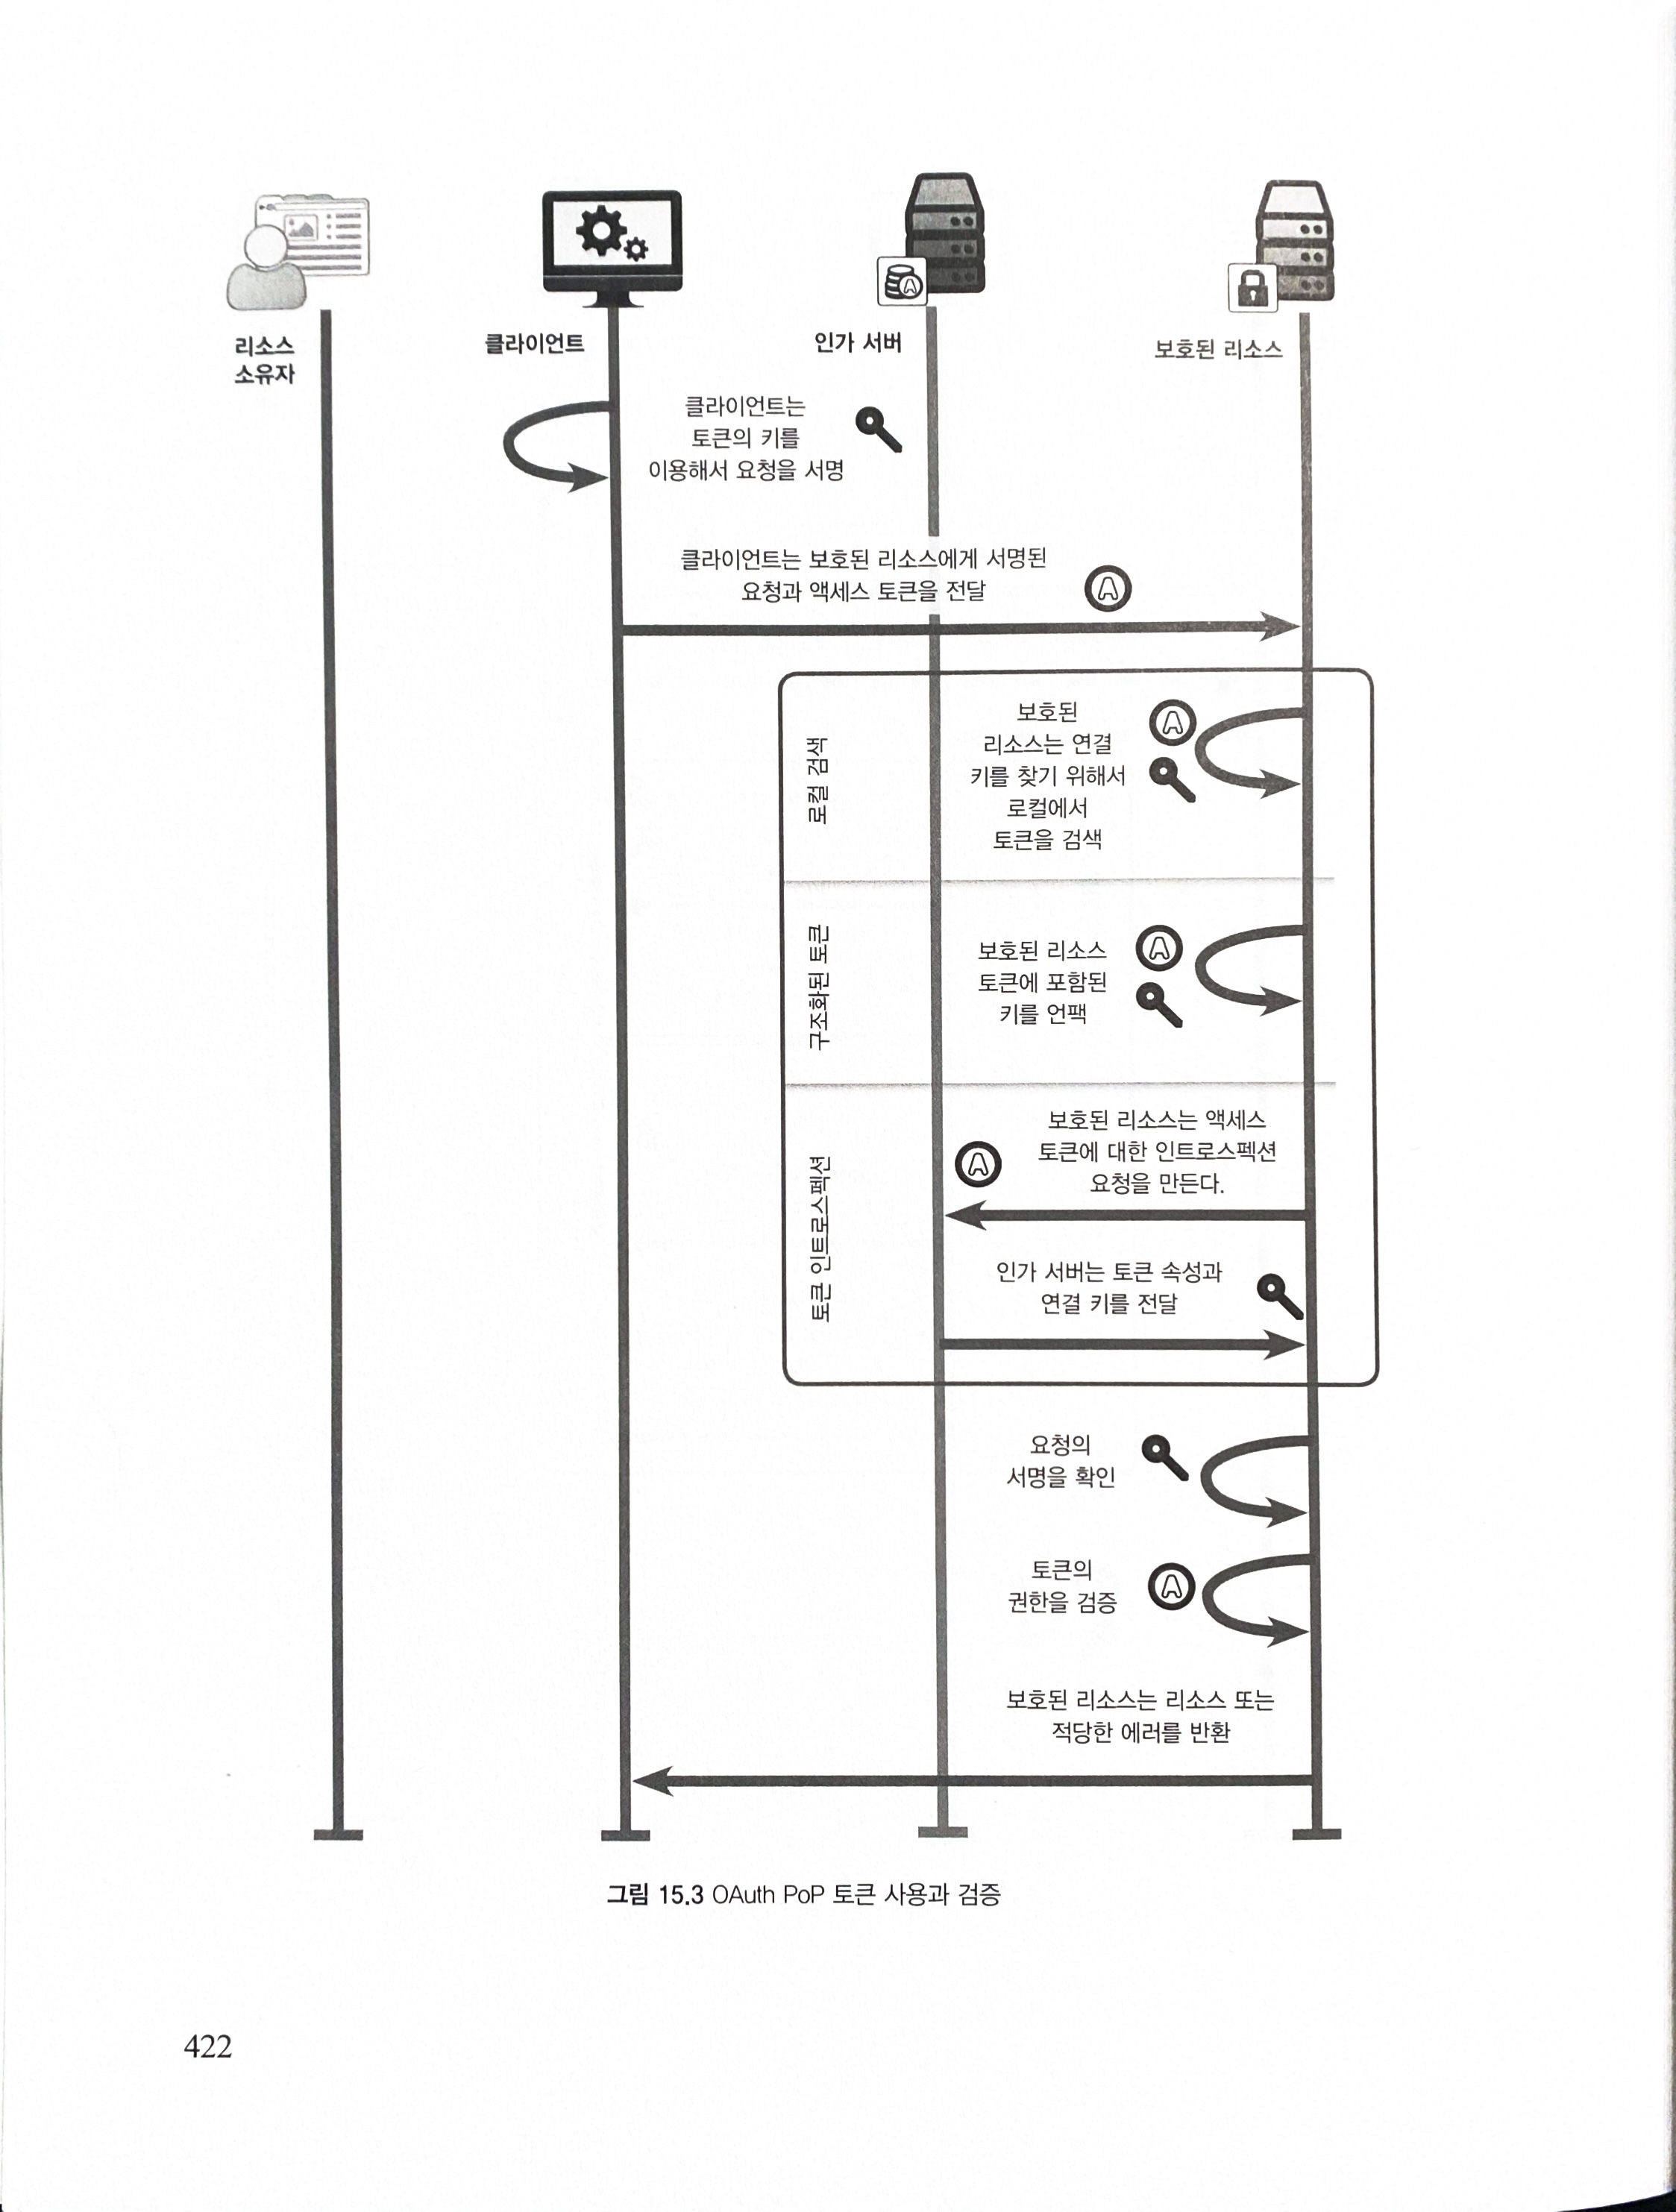 리소스
소유자
클라이언트
인가 서버
보호된 리소스
클라이언트는
토큰의 키를
이용해서 요청을 서명
클라이언트는 보호된 리소스에게 서명된
요청과 액세스 토큰을 전달
A
로컬 검색
보호된
리소스는 연결
키를 찾기 위해서
로컬에서
토큰을 검색
A
구조화된 토큰
보호된 리소스
토큰에 포함된
키를 언팩
A
토큰 인트로스펙션
보호된 리소스는 액세스
토큰에 대한 인트로스펙션
요청을 만든다.
A
인가 서버는 토큰 속성과
연결 키를 전달
요청의
서명을 확인
토큰의
권한을 검증
A
보호된 리소스는 리소스 또는
적당한 에러를 반환
그림 15.3 OAuth PoP 토큰 사용과 검증
422